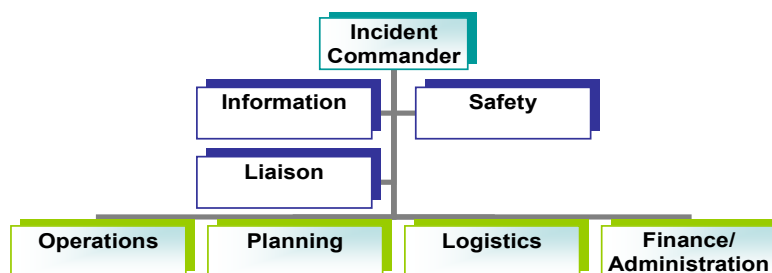 Incident
Commander
Information
Safety
Liaison
Operations
Planning
Logistics
Finance/
Administration